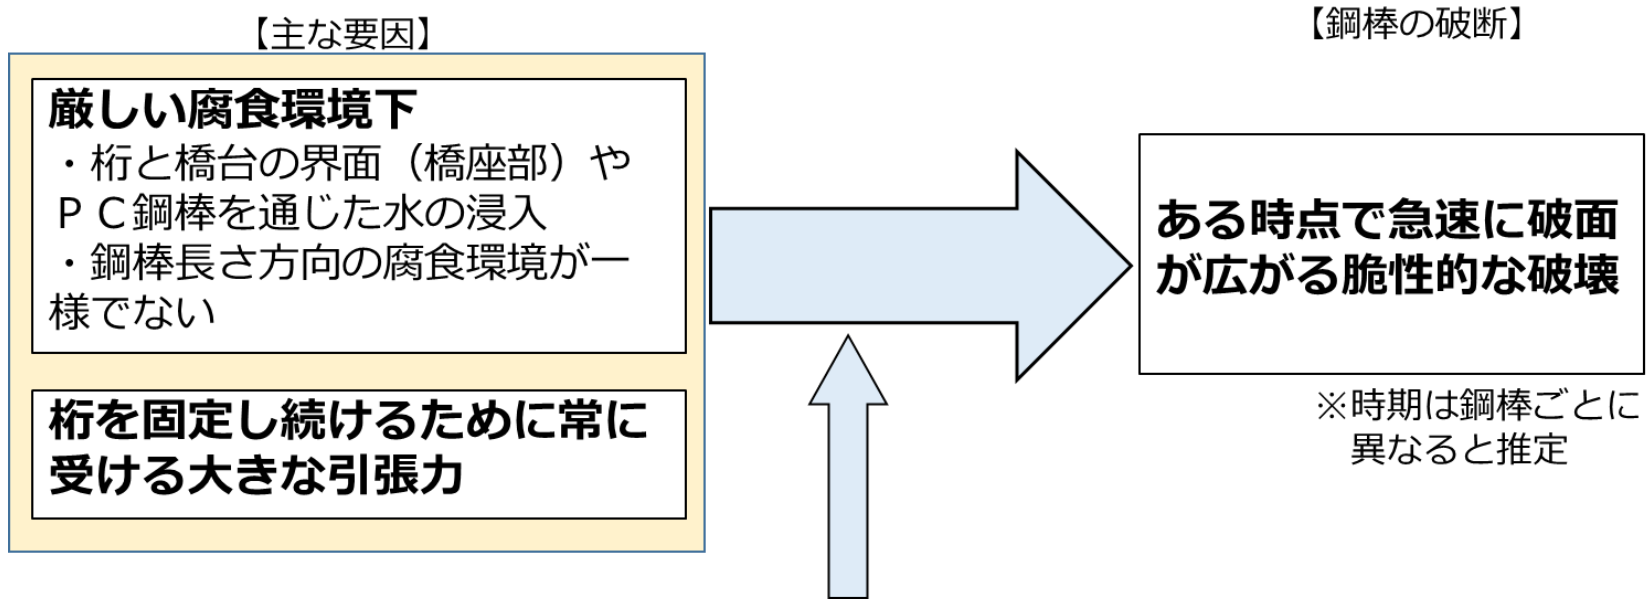 【主な要因】
厳しい腐食環境下
・桁と橋台の界面（橋座部）や
ＰＣ鋼棒を通じた水の浸入
・鋼棒長さ方向の腐食環境が一
様でない
桁を固定し続けるために常に
受ける大きな引張力
【鋼棒の破断】
ある時点で急速に破面
が広がる脆性的な破壊
※時期は鋼棒ごとに
異なると推定